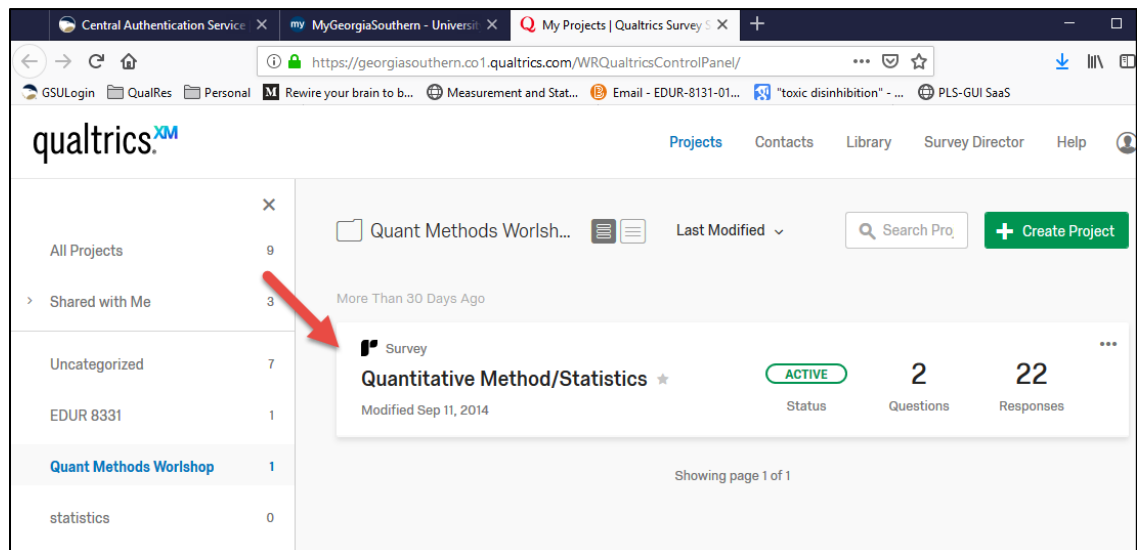 Central Authentication Service
my MyGeorgiaSouthern - Universit
Q My Projects | Qualtrics Survey S
https://georgiasouthern.co1.qualtrics.com/WRQualtricsControlPanel/
GSULogin QualRes Personal M Rewire your brain to b... Measurement and Stat... Email - EDUR-8131-01... "toxic disinhibition" - ... PLS-GUI SaaS
qualtrics.XM
Projects Contacts Library Survey Director Help
All Projects 9
Shared with Me 3
Uncategorized 7
EDUR 8331 1
Quant Methods Worlshop 1
statistics 0
Quant Methods Worlsh... Last Modified Search Pro Create Project
More Than 30 Days Ago
Survey
Quantitative Method/Statistics
Modified Sep 11, 2014
ACTIVE 2 22
Status Questions Responses
Showing page 1 of 1